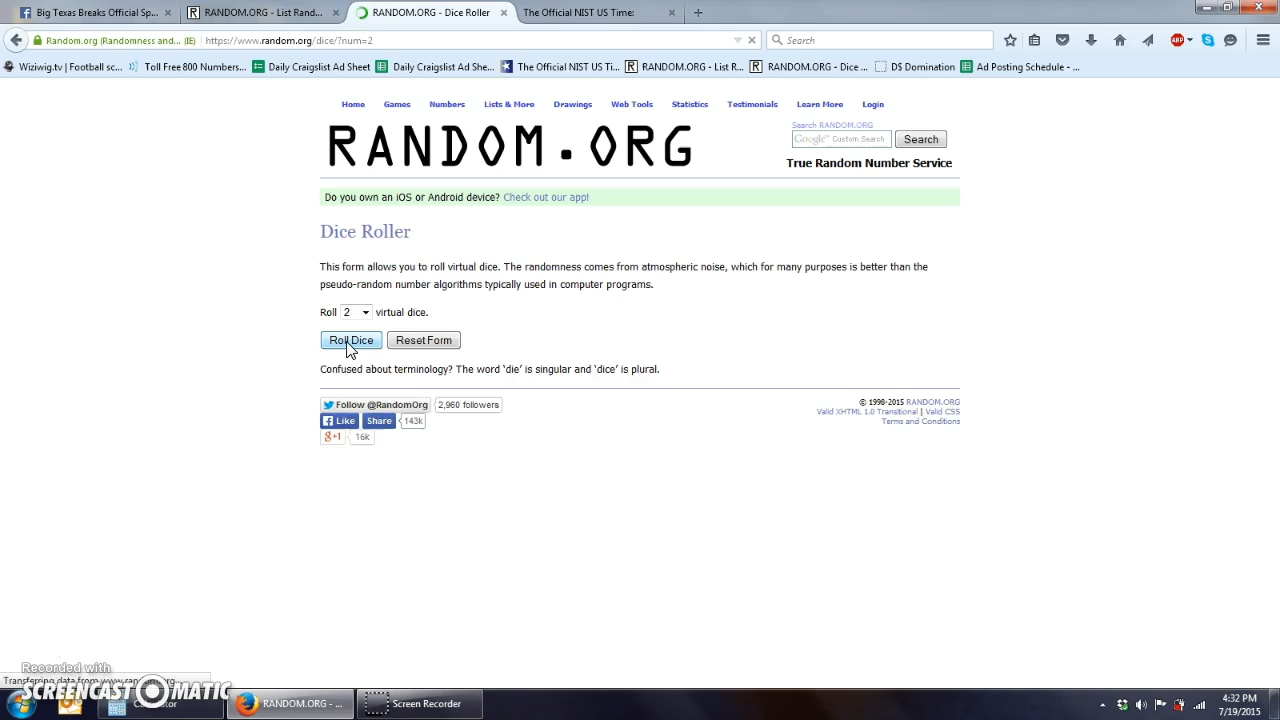 Big Texas Breaks Official Sp...
RANDOM.ORG - List Rand...
RANDOM.ORG - Dice Roller
The Official NIST US Time:
Random.org (Randomness and... (IE)
https://www.random.org/dice/?num=2
Search
ABP
Wiziwig.tv | Football sc...
Toll Free 800 Numbers...
Daily Craigslist Ad Sheet
Daily Craigslist Ad She...
The Official NIST US Ti...
RANDOM.ORG - List R...
RANDOM.ORG - Dice ...
D$ Domination
Ad Posting Schedule - ...
Home Games Numbers Lists & More Drawings Web Tools Statistics Testimonials Learn More Login
RANDOM.ORG
Search RANDOM.ORG
Google™ Custom Search
Search
True Random Number Service
Do you own an iOS or Android device? Check out our app!
Dice Roller
This form allows you to roll virtual dice. The randomness comes from atmospheric noise, which for many purposes is better than the
pseudo-random number algorithms typically used in computer programs.
Roll 2 virtual dice.
Roll Dice Reset Form
Confused about terminology? The word ‘die’ is singular and ‘dice’ is plural.
Follow @RandomOrg 2,960 followers
Like Share 143k
g+1 16k
© 1998-2015 RANDOM.ORG
Valid XHTML 1.0 Transitional | Valid CSS
Terms and Conditions
Recorded with
Transferring data from www.random.org...
SCREENCAST MATIC
RANDOM.ORG - ...
Screen Recorder
4:32 PM
7/19/2015